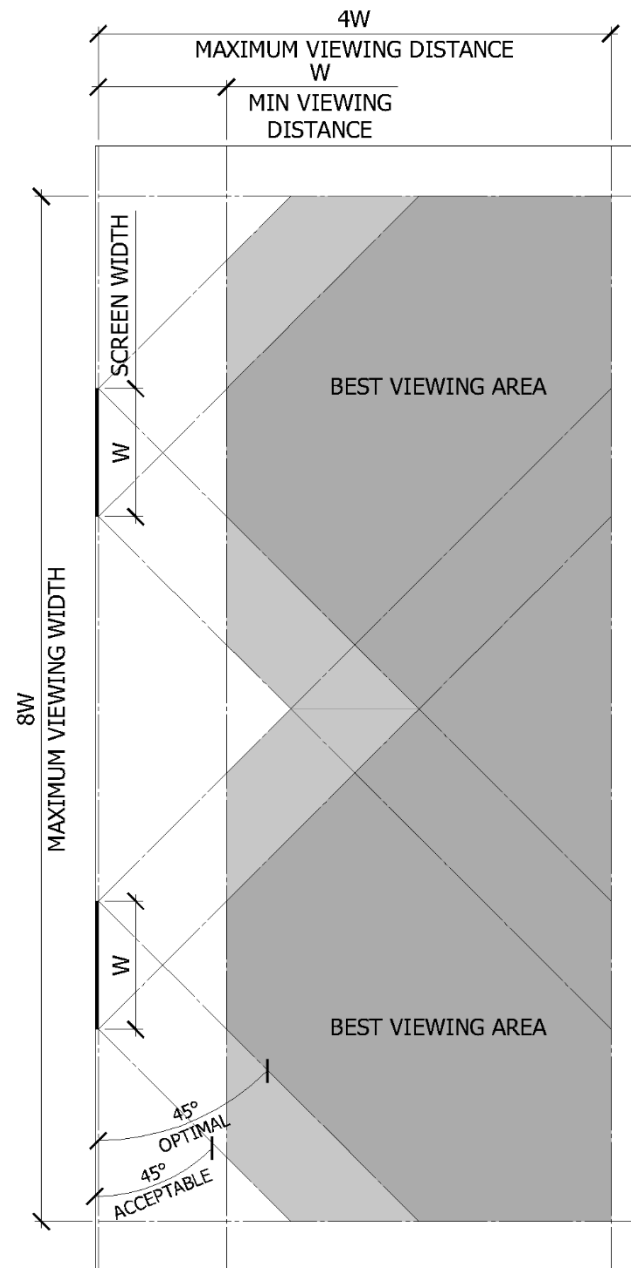 4W
MAXIMUM VIEWING DISTANCE
W
MIN VIEWING
DISTANCE
SCREEN WIDTH
W
BEST VIEWING AREA
8W
MAXIMUM VIEWING WIDTH
W
BEST VIEWING AREA
45°
OPTIMAL
45°
ACCEPTABLE